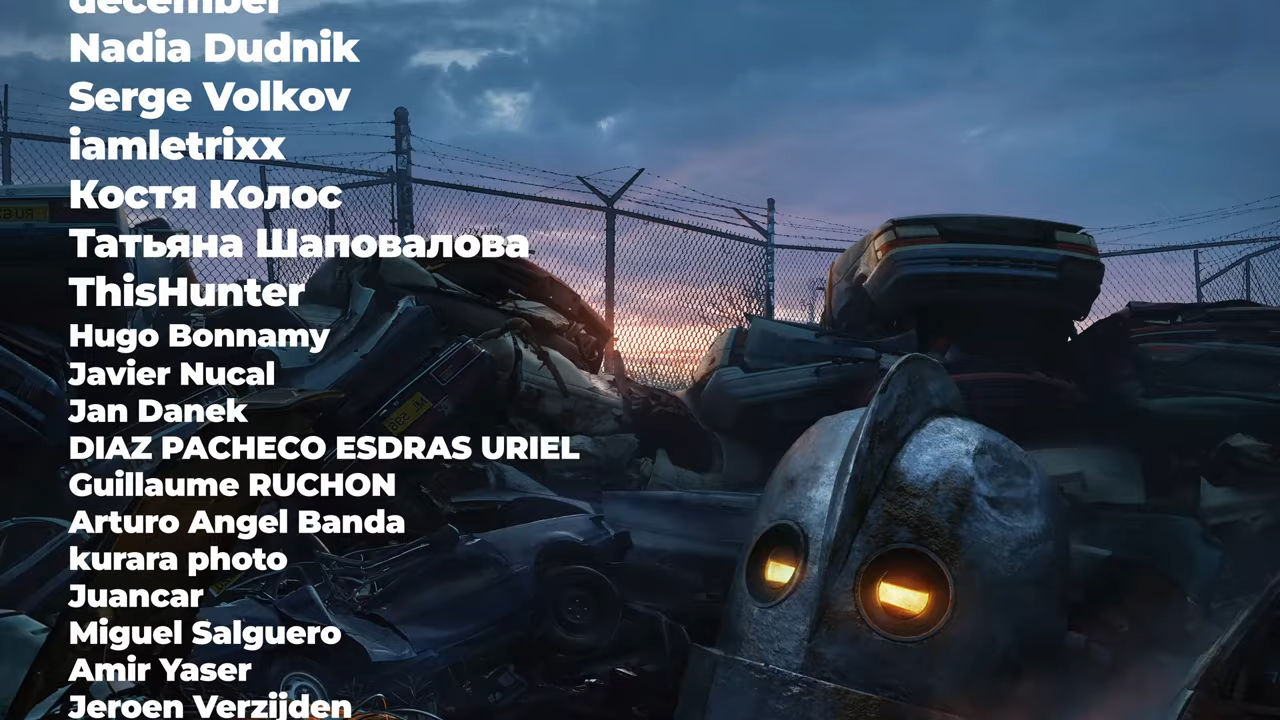 december
Nadia Dudnik
Serge Volkov
iamletrixx
Костя Колос
Татьяна Шаповалова
ThisHunter
Hugo Bonnamy
Javier Nucal
Jan Danek
DIAZ PACHECO ESDRAS URIEL
Guillaume RUCHON
Arturo Angel Banda
kurara photo
Juancar
Miguel Salguero
Amir Yaser
Jeroen Verzijden